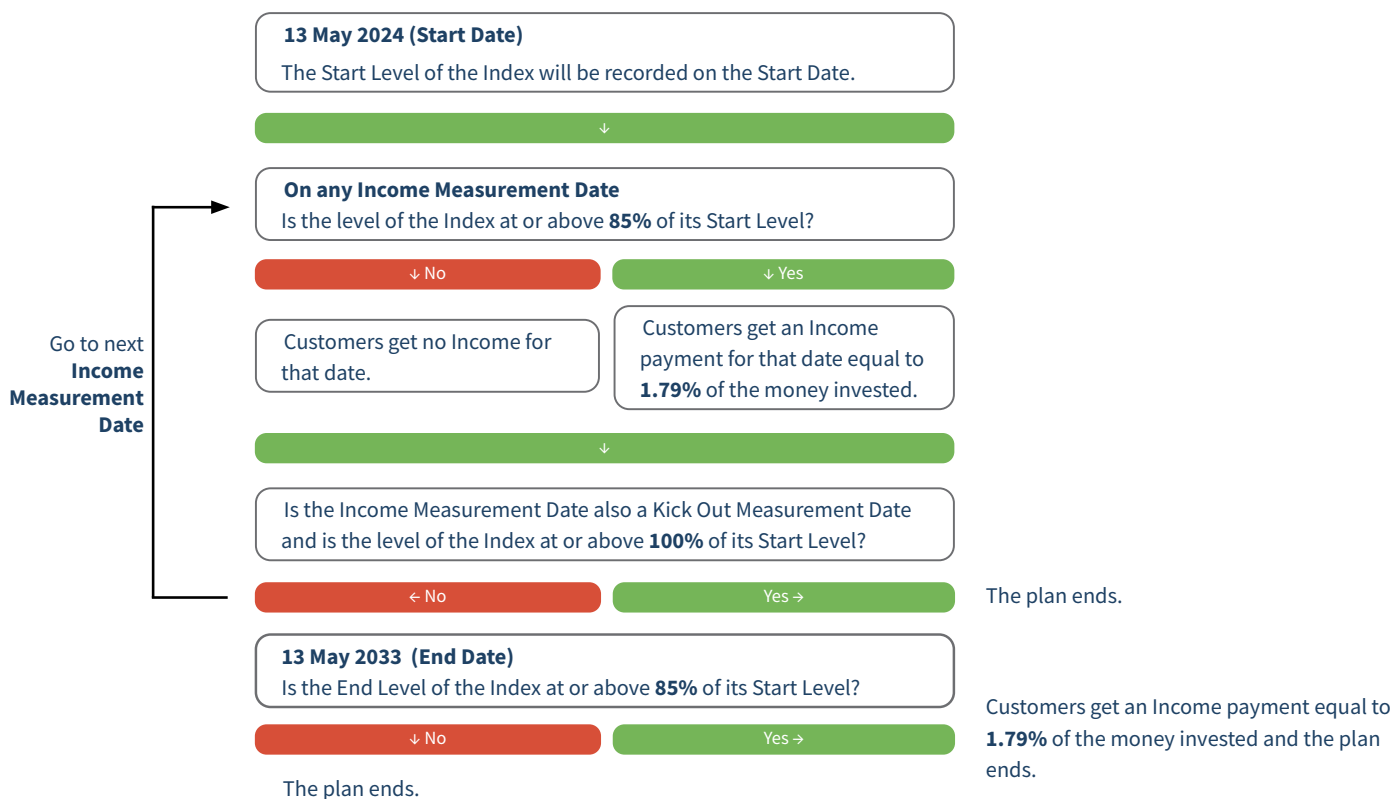 13 May 2024 (Start Date)
The Start Level of the Index will be recorded on the Start Date.
↓
On any Income Measurement Date
Is the level of the Index at or above 85% of its Start Level?
↓ No
↓ Yes
Customers get no Income for
that date.
Customers get an Income
payment for that date equal to
1.79% of the money invested.
Go to next
Income
Measurement
Date
↓
Is the Income Measurement Date also a Kick Out Measurement Date
and is the level of the Index at or above 100% of its Start Level?
← No
Yes →
The plan ends.
13 May 2033 (End Date)
Is the End Level of the Index at or above 85% of its Start Level?
↓ No
Yes →
Customers get an Income payment equal to
1.79% of the money invested and the plan
ends.
The plan ends.